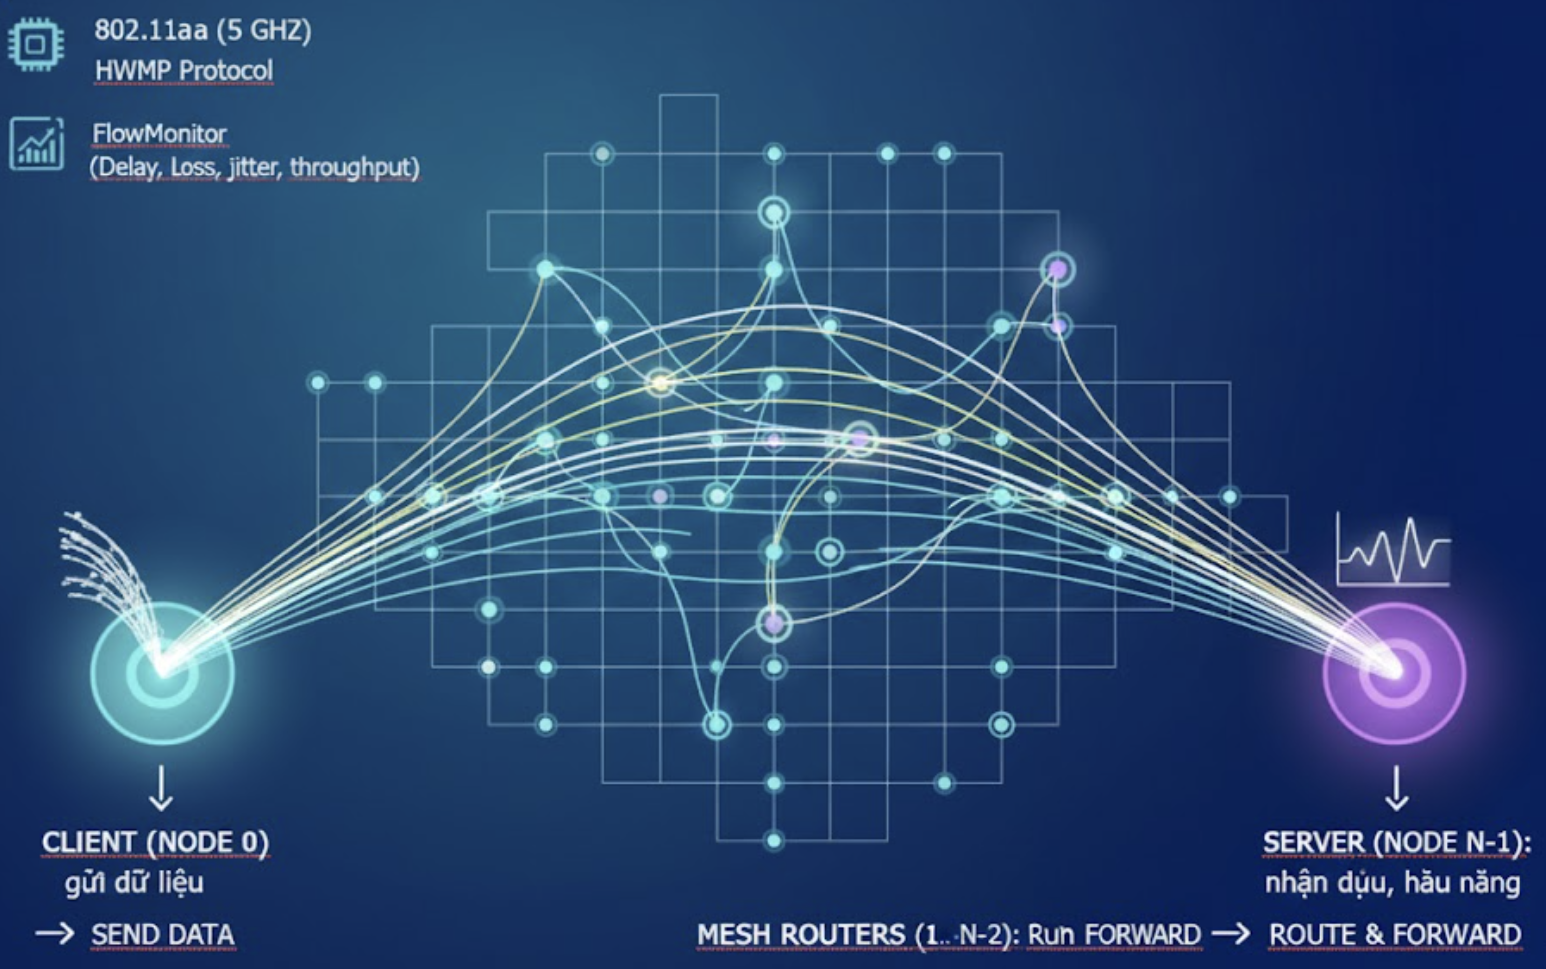 802.11aa (5 GHZ)
HWMP Protocol
FlowMonitor
(Delay, Loss, jitter, throughput)
CLIENT (NODE 0)
gửi dữ liệu
→ SEND DATA
SERVER (NODE N-1):
nhận dụu, hău năng
MESH ROUTERS (1.. N-2): Run FORWARD → ROUTE & FORWARD